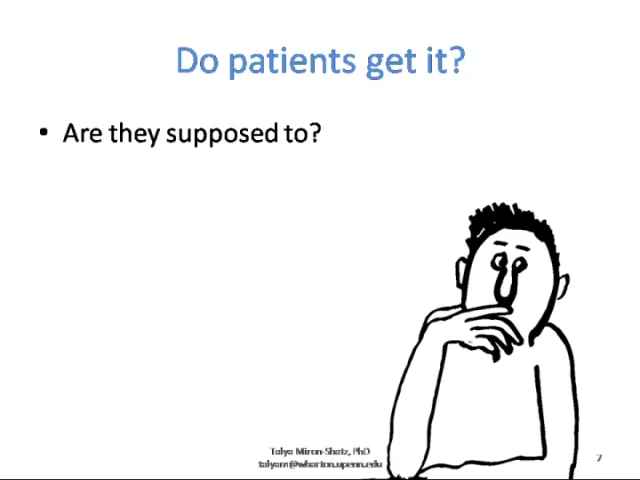 Do patients get it?
• Are they supposed to?
Talya Miron-Shatz, PhD
talyam@wharton.upenn.edu
7